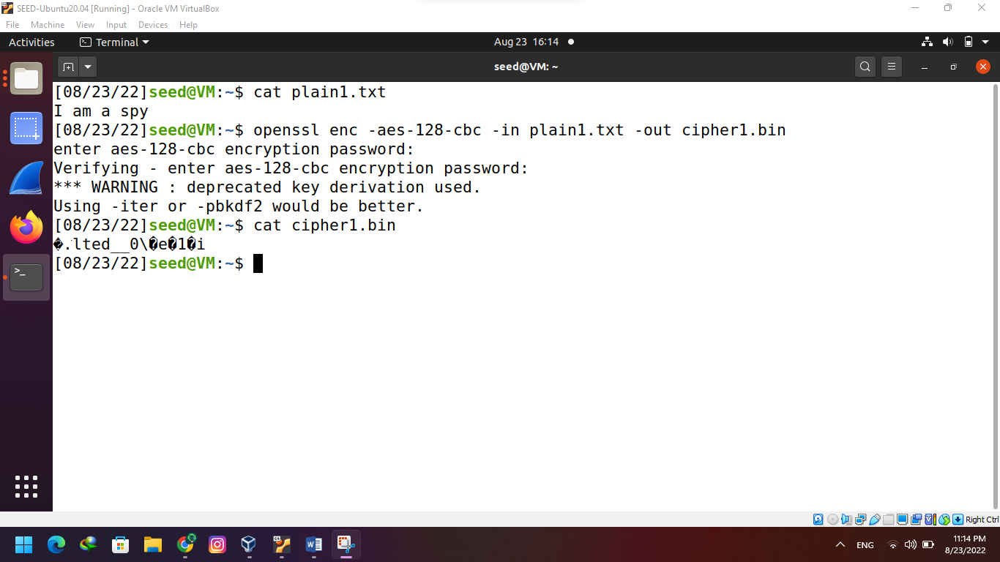 SEED-Ubuntu20.04 [Running] - Oracle VM VirtualBox
File Machine View Input Devices Help
Activities Terminal Aug 23 16:14
seed@VM: ~
[08/23/22]seed@VM:~$ cat plain1.txt
I am a spy
[08/23/22]seed@VM:~$ openssl enc -aes-128-cbc -in plain1.txt -out cipher1.bin
enter aes-128-cbc encryption password:
Verifying - enter aes-128-cbc encryption password:
*** WARNING : deprecated key derivation used.
Using -iter or -pbkdf2 would be better.
[08/23/22]seed@VM:~$ cat cipher1.bin
�.lted__0\�e�1�i
[08/23/22]seed@VM:~$
Right Ctrl
ENG
11:14 PM
8/23/2022